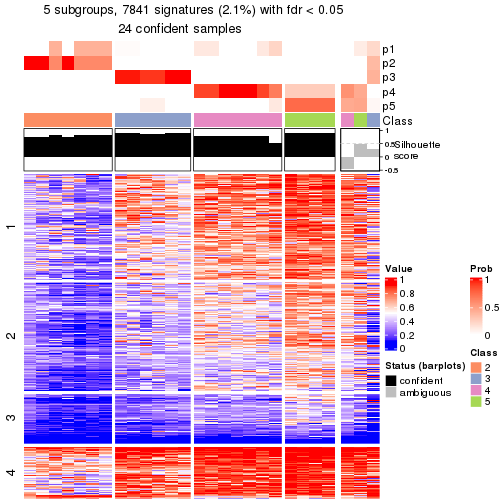 5 subgroups, 7841 signatures (2.1%) with fdr < 0.05
24 confident samples
p1
p2
p3
p4
p5
Class
1
0.5
0
-0.5
Silhouette
score
1
2
3
4
Value
1
0.8
0.6
0.4
0.2
0
Prob
1
0.5
0
Status (barplots)
confident
ambiguous
Class
2
3
4
5